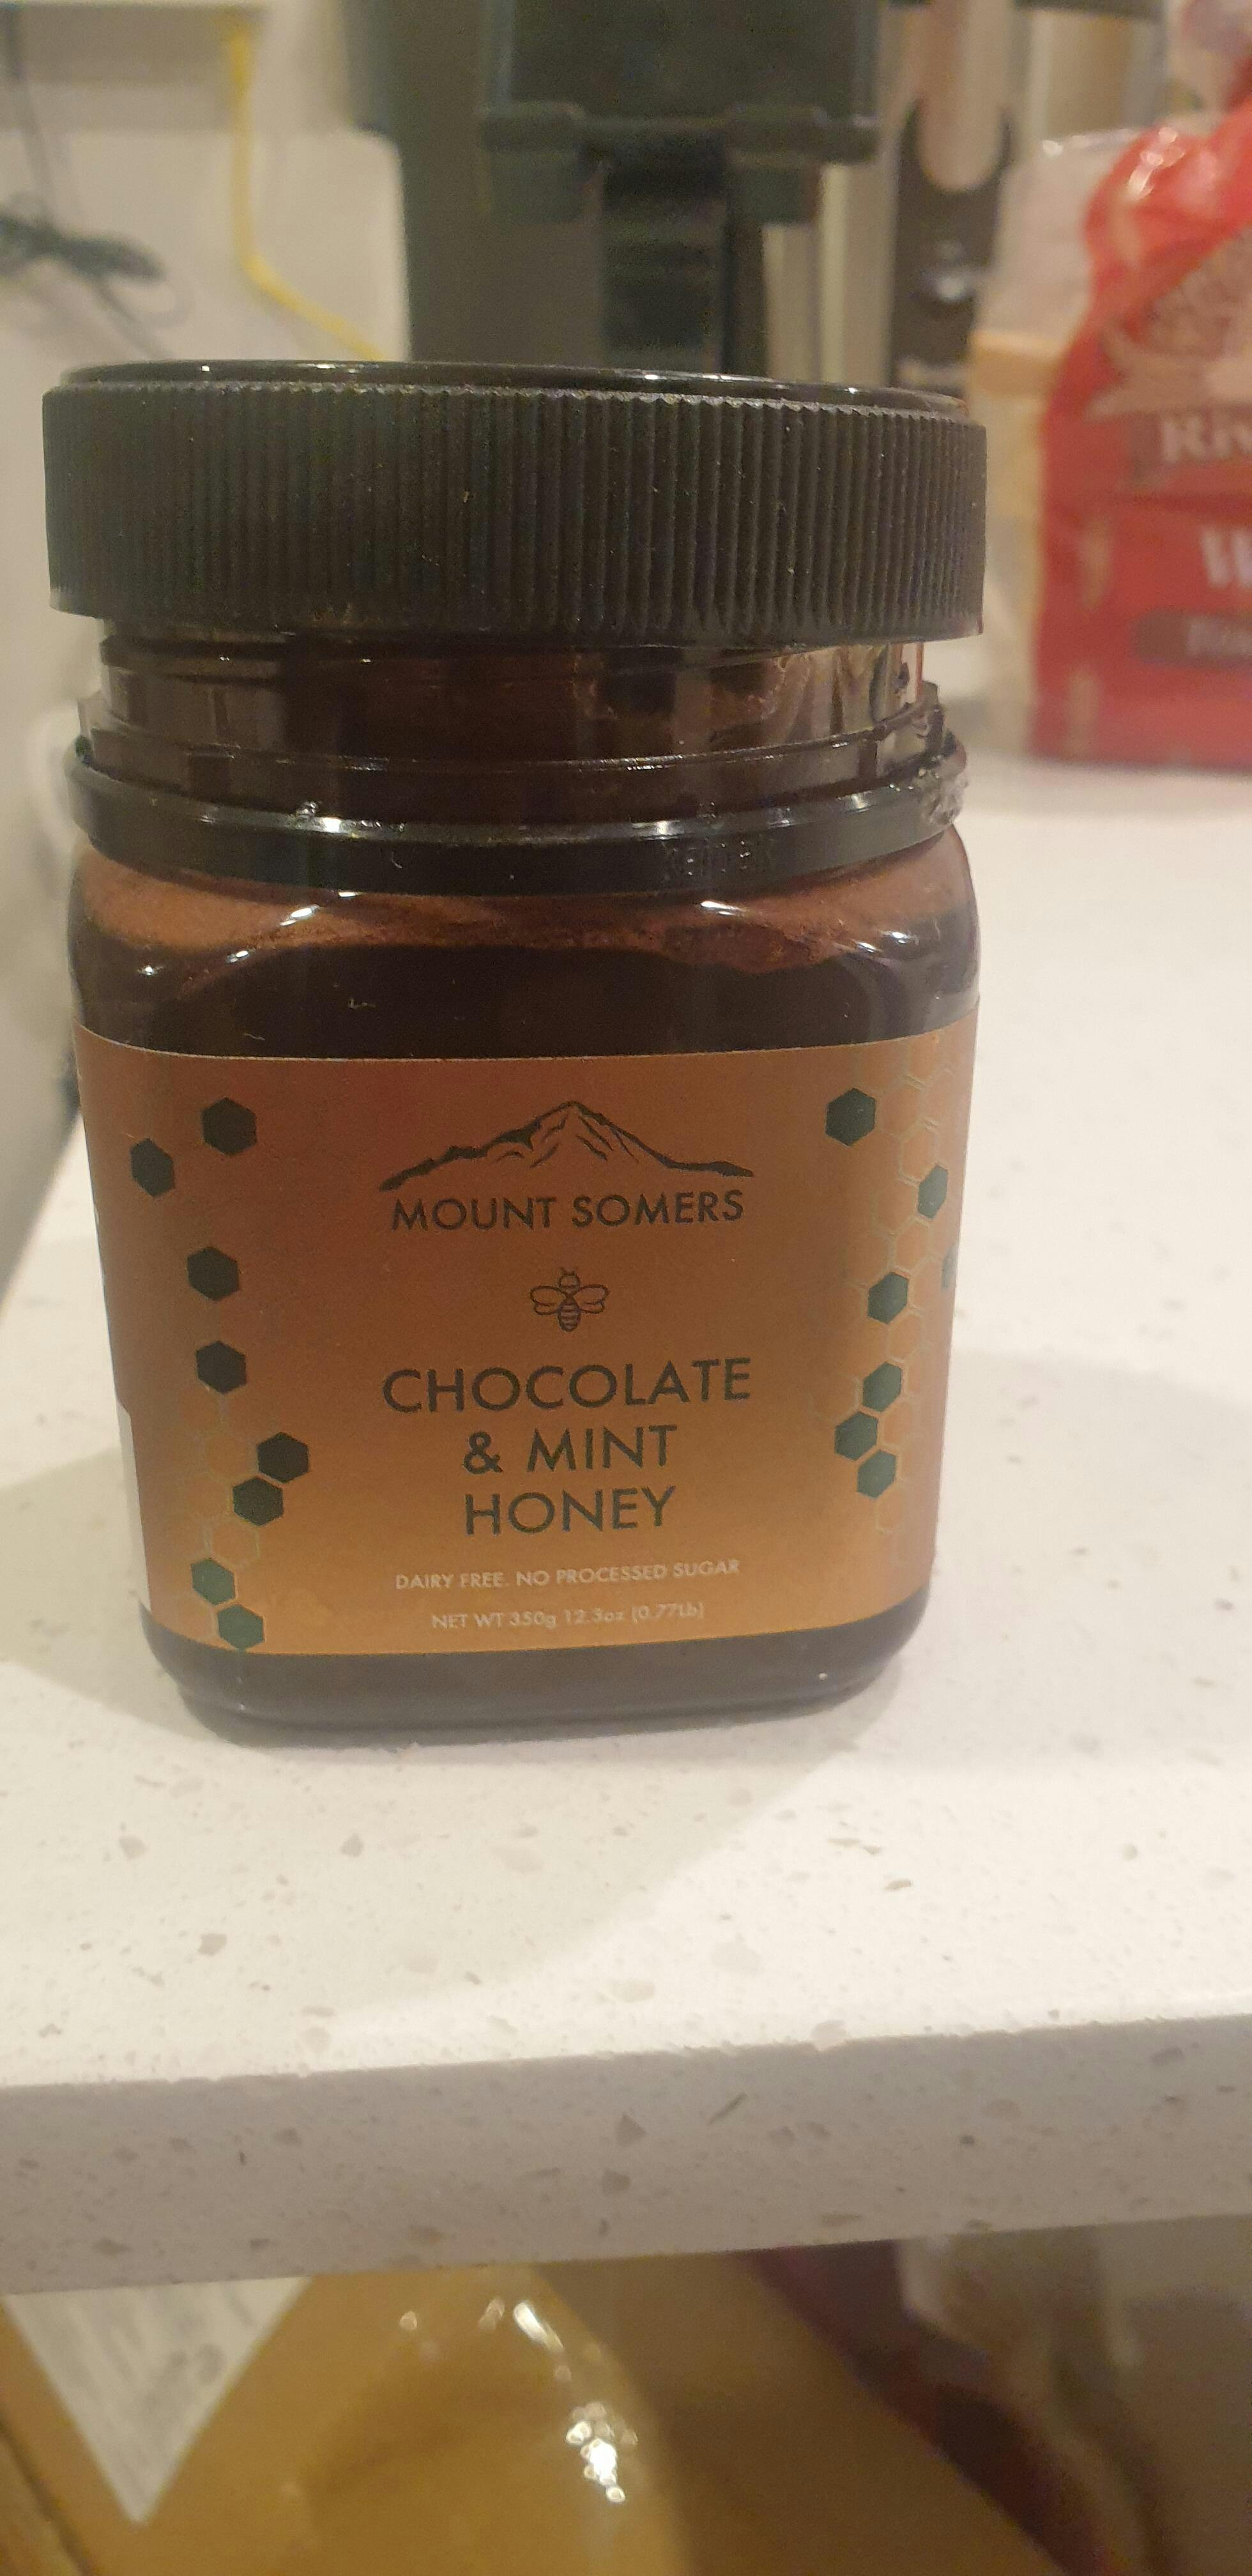 MOUNT SOMERS
CHOCOLATE
& MINT
HONEY
DAIRY FREE. NO PROCESSED SUGAR
NET WT 350g 12.3oz (0.77Lb)